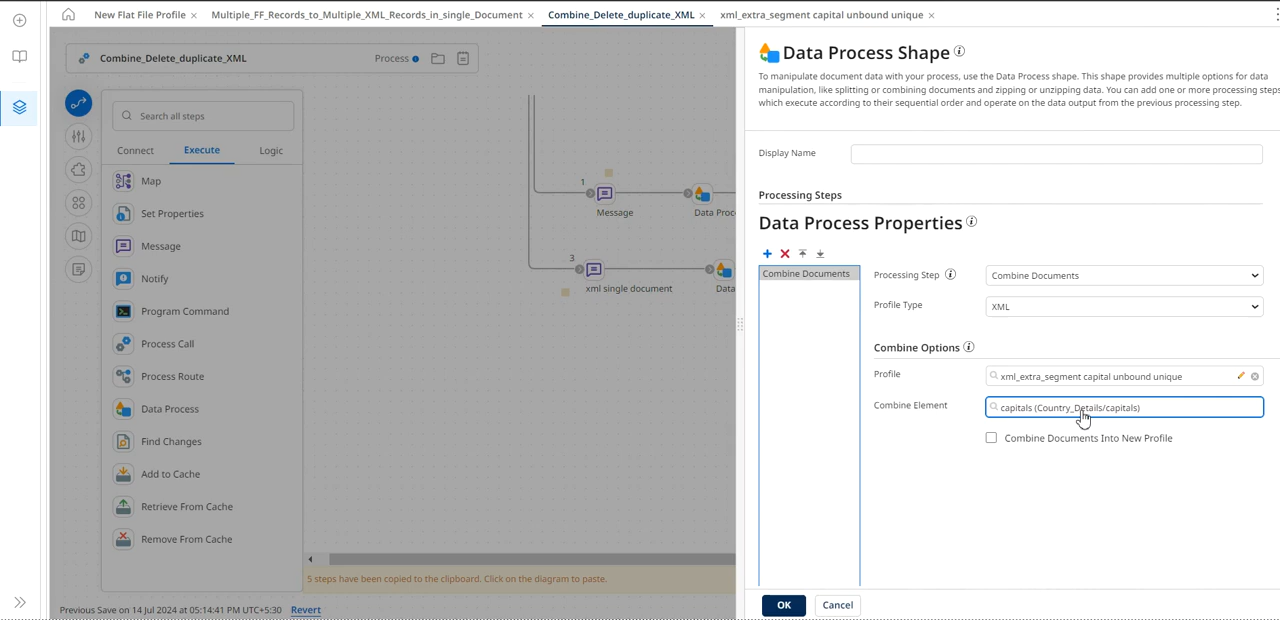 New Flat File Profile
Multiple_FF_Records_to_Multiple_XML_Records_in_single_Document
Combine_Delete_duplicate_XML
xml_extra_segment capital unbound unique
Combine_Delete_duplicate_XML
Process
Search all steps
Connect
Execute
Logic
Map
Set Properties
Message
Notify
Program Command
Process Call
Process Route
Data Process
Find Changes
Add to Cache
Retrieve From Cache
Remove From Cache
1
Message
Data Proc
3
xml single document
Data
5 steps have been copied to the clipboard. Click on the diagram to paste.
Previous Save on 14 Jul 2024 at 05:14:41 PM UTC+5:30 Revert
Data Process Shape
To manipulate document data with your process, use the Data Process shape. This shape provides multiple options for data
manipulation, like splitting or combining documents and zipping or unzipping data. You can add one or more processing steps
which execute according to their sequential order and operate on the data output from the previous processing step.
Display Name
Processing Steps
Data Process Properties
Combine Documents
Processing Step
Combine Documents
Profile Type
XML
Combine Options
Profile
xml_extra_segment capital unbound unique
Combine Element
capitals (Country_Details/capitals)
Combine Documents Into New Profile
OK
Cancel